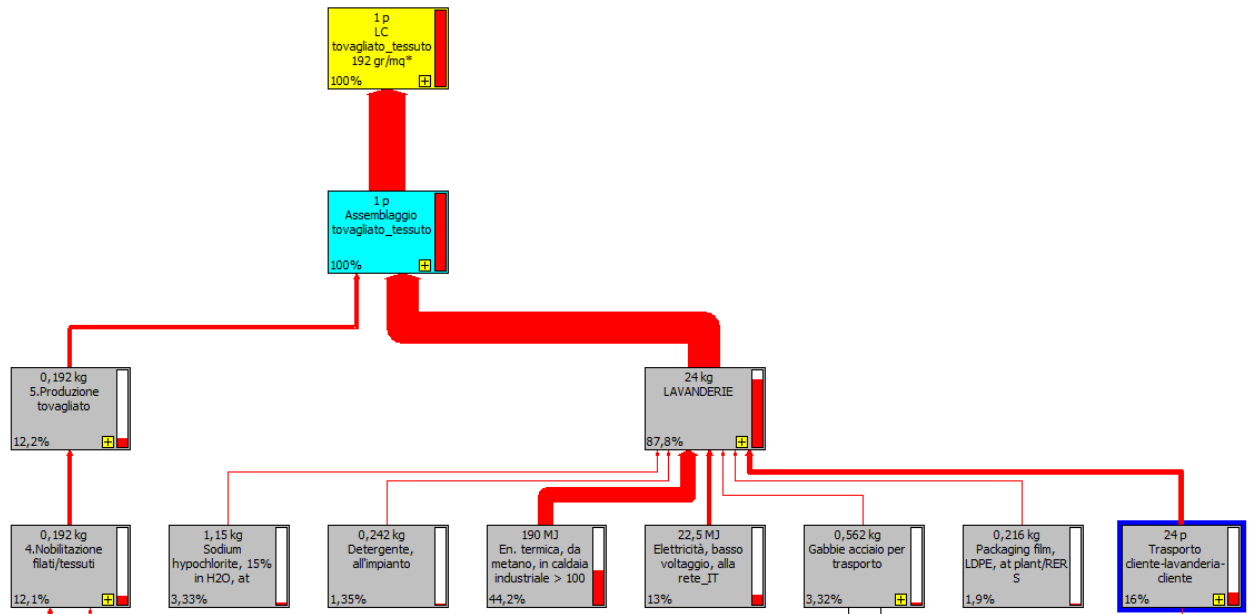 1 p
LC
tovagliato_tessuto
192 gr/mq*
100%
1 p
Assemblaggio
tovagliato_tessuto
100%
0,192 kg
5.Produzione
tovagliato
12,2%
24 kg
LAVANDERIE
87,8%
0,192 kg
4.Nobilitazione
filati/tessuti
12,1%
1,15 kg
Sodium
hypochlorite, 15%
in H2O, at
3,33%
0,242 kg
Detergente,
all'impianto
1,35%
190 MJ
En. termica, da
metano, in caldaia
industriale > 100
44,2%
22,5 MJ
Elettricità, basso
voltaggio, alla
rete_IT
13%
0,562 kg
Gabbie acciaio per
trasporto
3,32%
0,216 kg
Packaging film,
LDPE, at plant/RER
S
1,9%
24 p
Trasporto
cliente-lavanderia-
cliente
16%